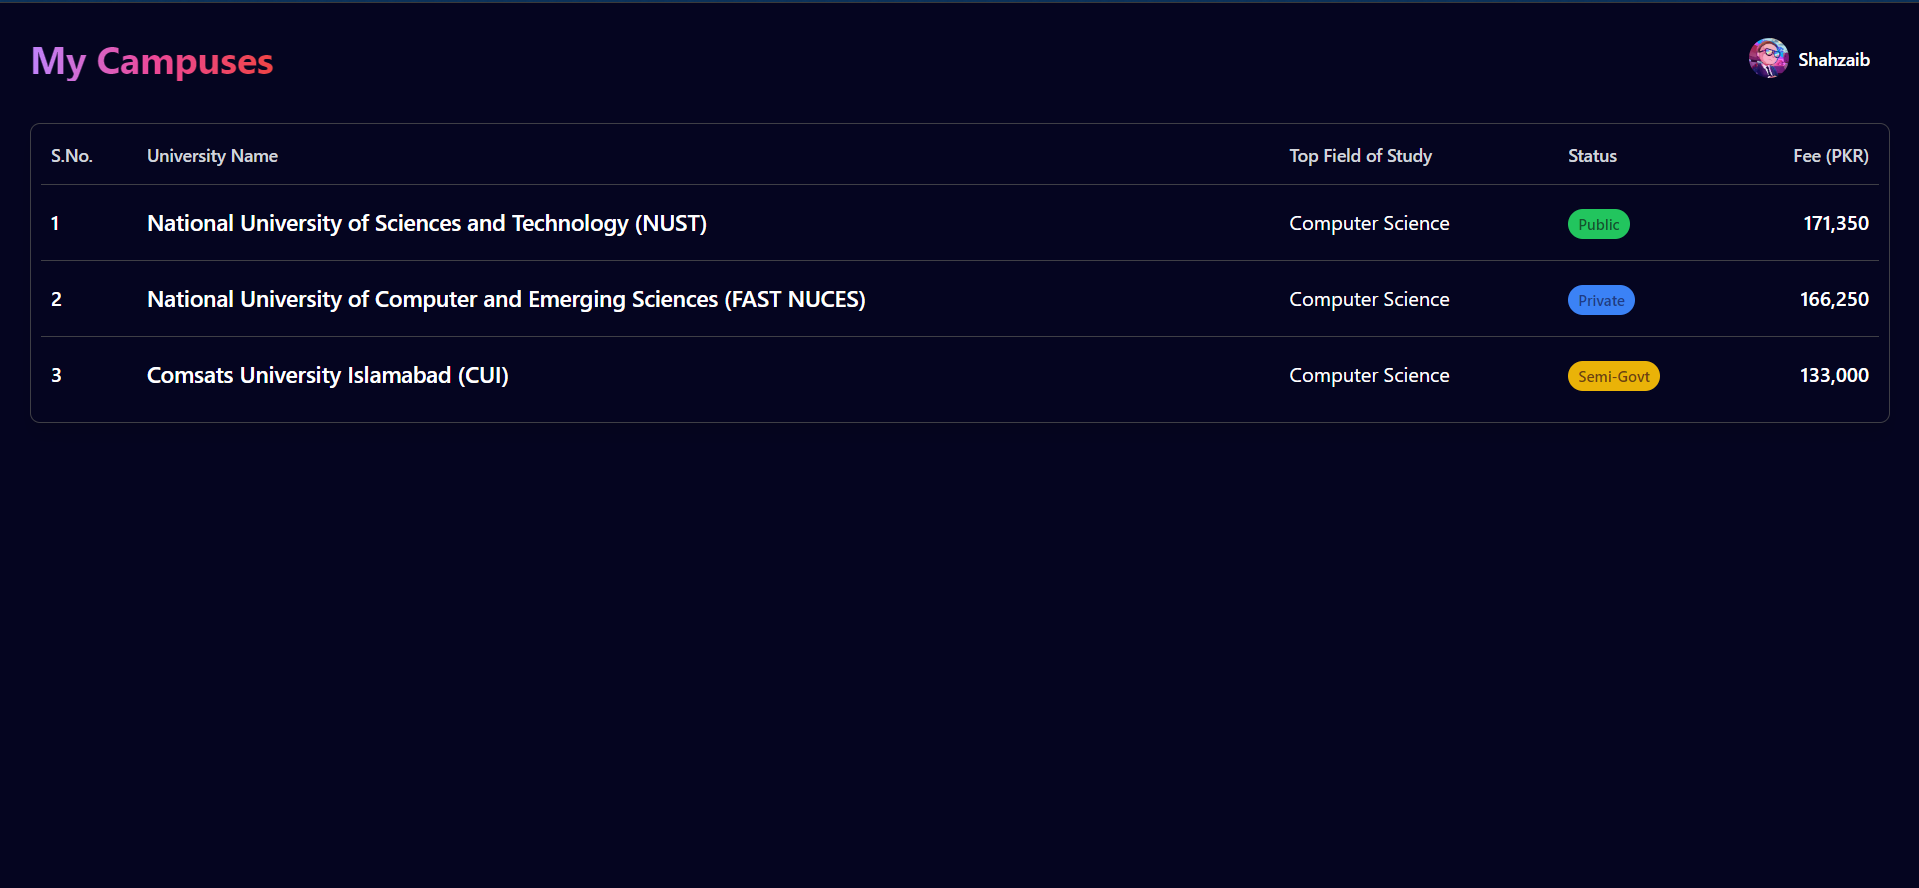 My Campuses
Shahzaib
S.No. University Name Top Field of Study Status Fee (PKR)
1 National University of Sciences and Technology (NUST) Computer Science Public 171,350
2 National University of Computer and Emerging Sciences (FAST NUCES) Computer Science Private 166,250
3 Comsats University Islamabad (CUI) Computer Science Semi-Govt 133,000